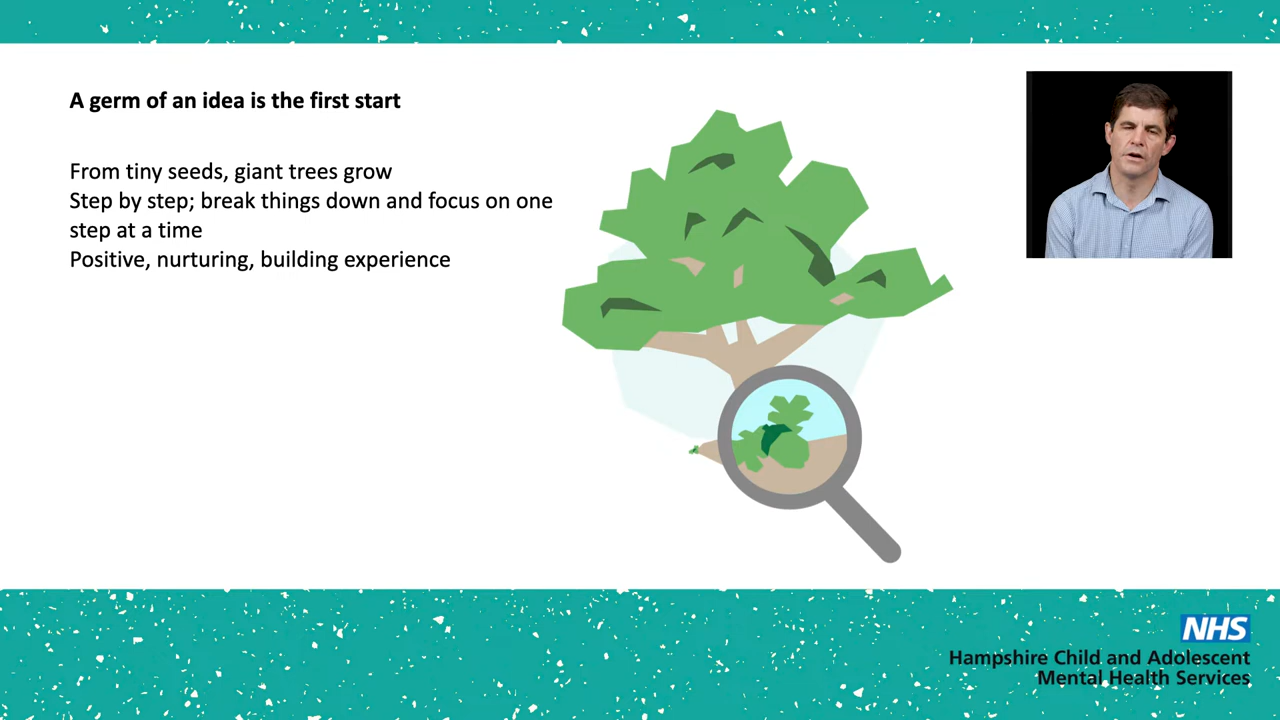 A germ of an idea is the first start
From tiny seeds, giant trees grow
Step by step; break things down and focus on one
step at a time
Positive, nurturing, building experience
NHS
Hampshire Child and Adolescent
Mental Health Services